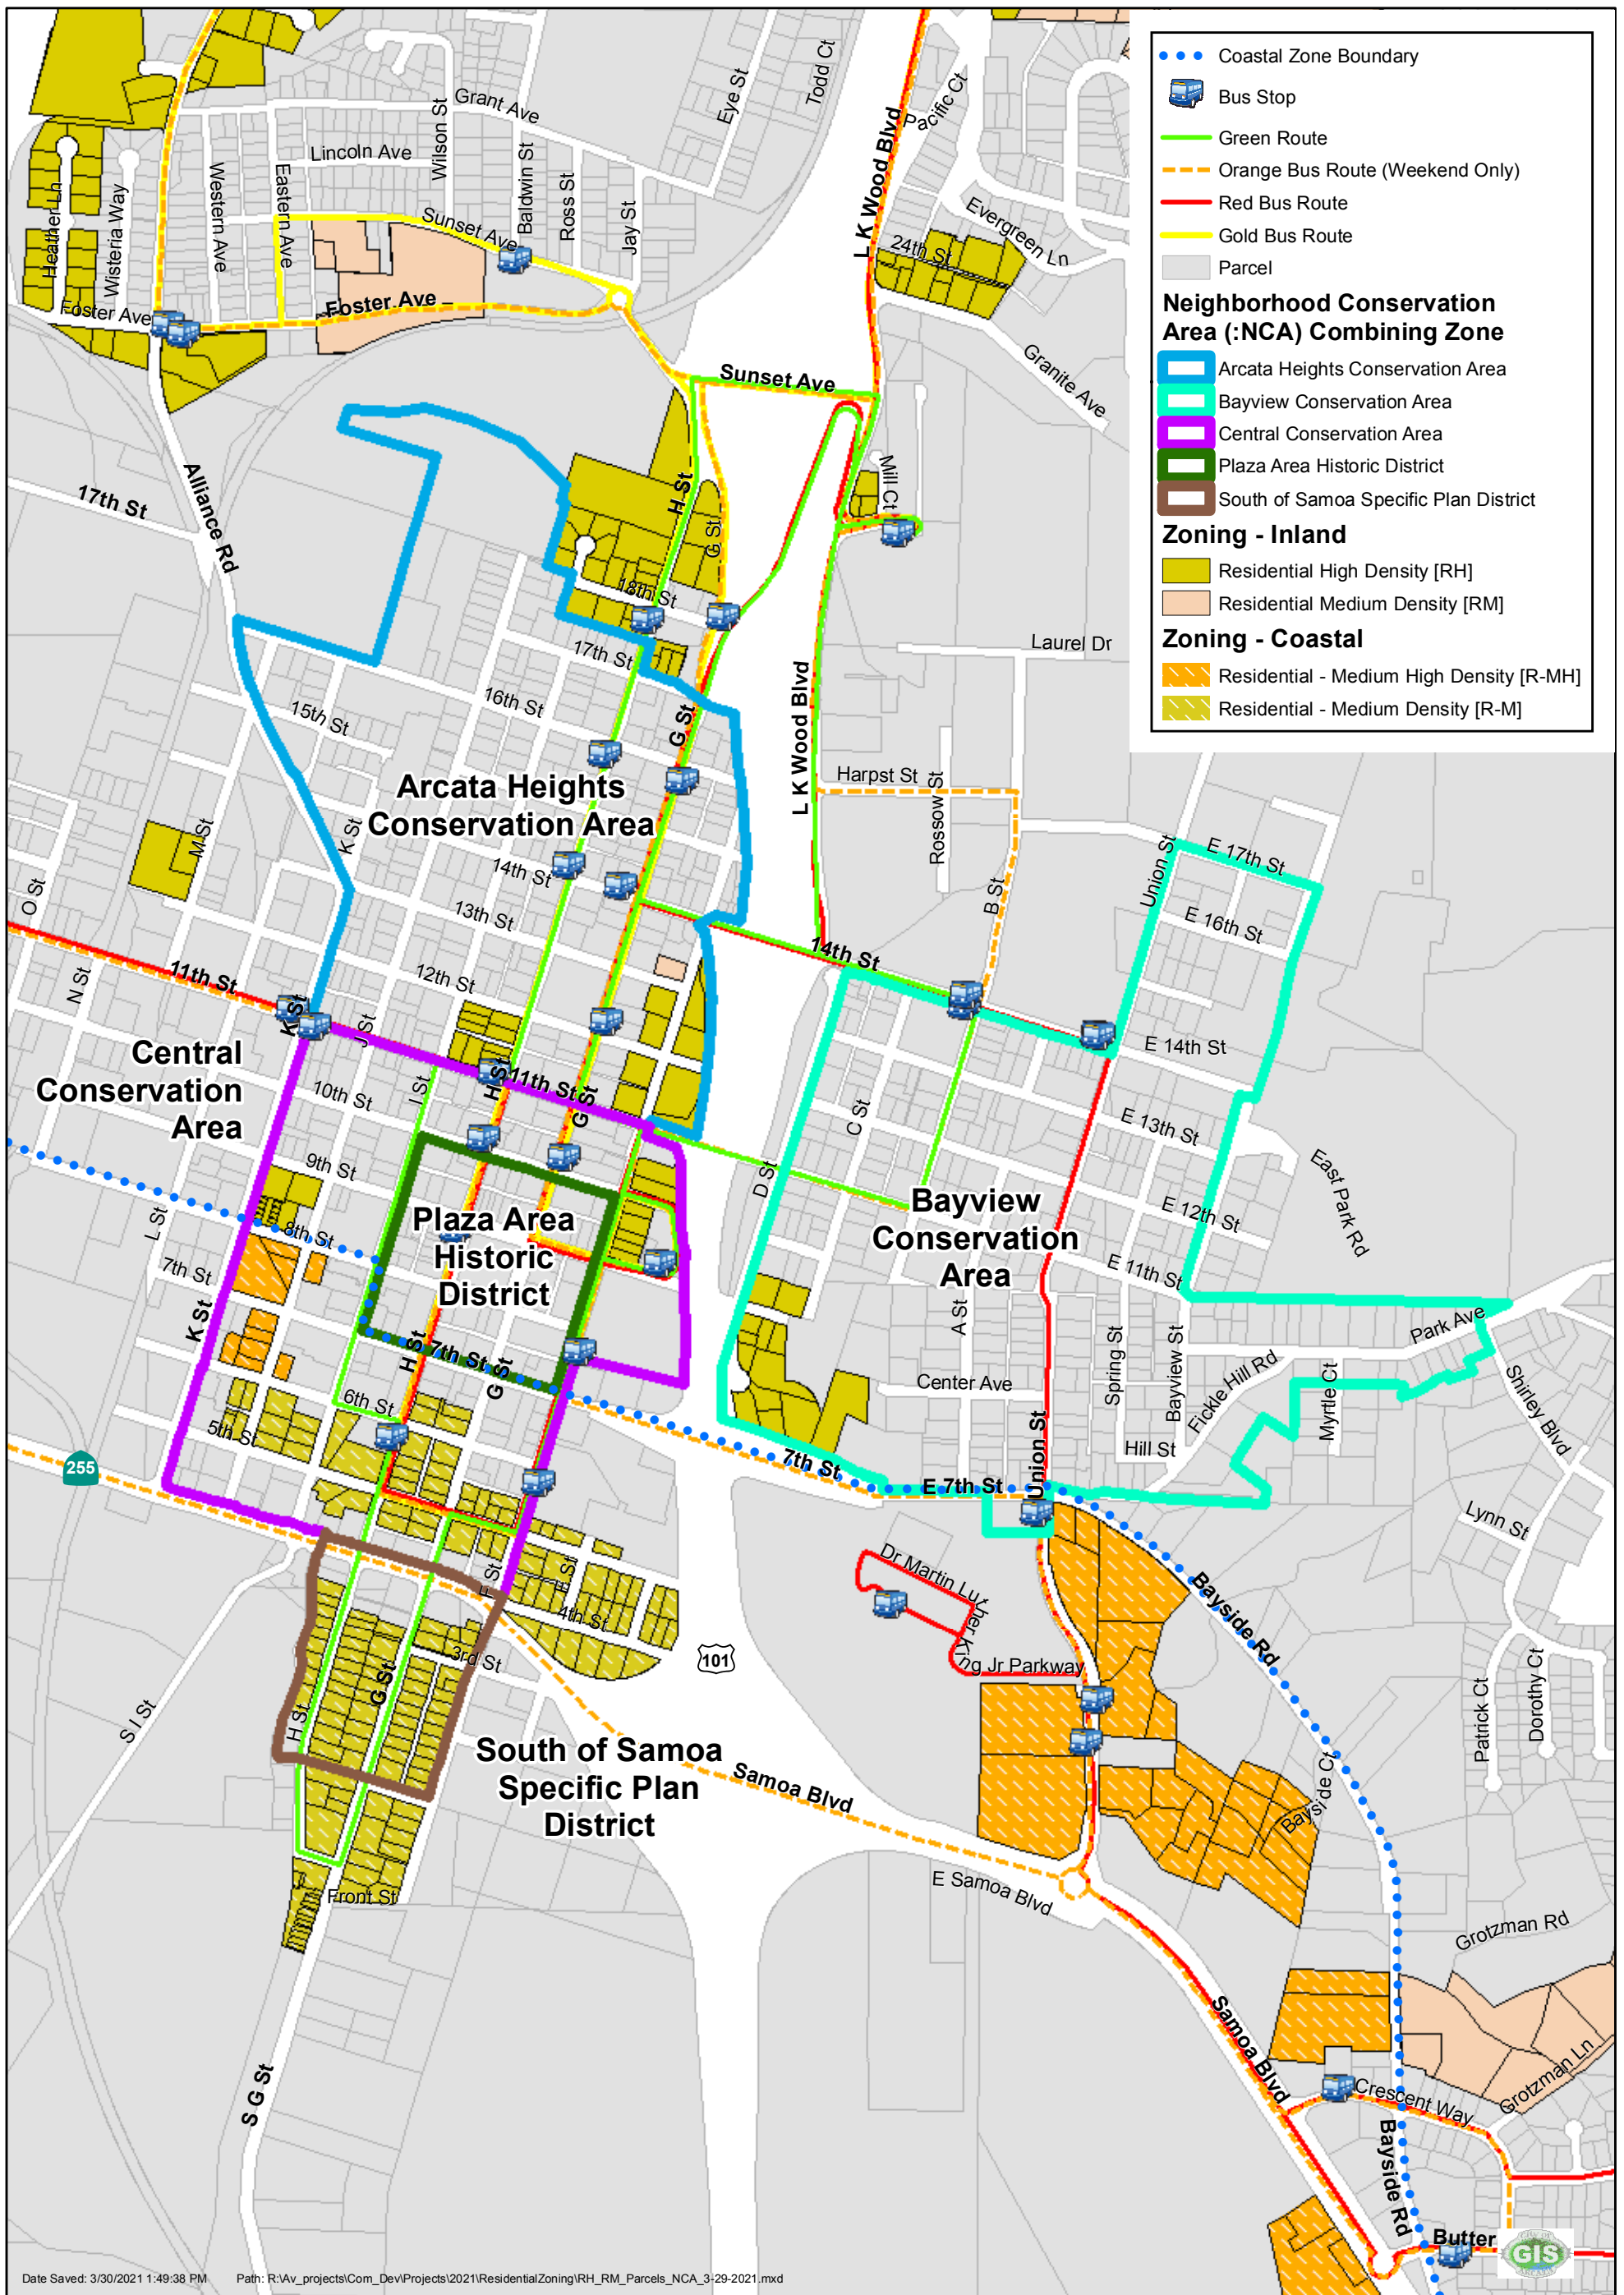 Coastal Zone Boundary
Bus Stop
Green Route
Orange Bus Route (Weekend Only)
Red Bus Route
Gold Bus Route
Parcel
Neighborhood Conservation
Area (:NCA) Combining Zone
Arcata Heights Conservation Area
Bayview Conservation Area
Central Conservation Area
Plaza Area Historic District
South of Samoa Specific Plan District
Zoning - Inland
Residential High Density [RH]
Residential Medium Density [RM]
Zoning - Coastal
Residential - Medium High Density [R-MH]
Residential - Medium Density [R-M]
Grant Ave
Wilson St
Eye St
Todd Ct
Pacific Ct
L K Wood Blvd
Lincoln Ave
Heather Ln
Wisteria Way
Western Ave
Eastern Ave
Baldwin St
Ross St
Jay St
Sunset Ave
Evergreen Ln
24th St
Foster Ave
Foster Ave
Granite Ave
Sunset Ave
17th St
Alliance Rd
H St
G St
Mill Ct
18th St
17th St
Laurel Dr
16th St
15th St
G St
L K Wood Blvd
Harpst St
Rossow St
Arcata Heights
Conservation Area
K St
M St
O St
14th St
B St
Union St
E 17th St
E 16th St
13th St
14th St
12th St
11th St
N St
K St
J St
E 14th St
Central
Conservation
Area
10th St
I St
H St
11th St
G St
C St
E 13th St
East Park Rd
9th St
D St
E 12th St
Bayview
Conservation
Area
Plaza Area
Historic
District
L St
8th St
7th St
E 11th St
K St
H St
7th St
G St
A St
Spring St
Bayview St
Park Ave
Fickle Hill Rd
Myrtle Ct
Shirley Blvd
Center Ave
6th St
5th St
Hill St
255
7th St
E 7th St
Union St
Lynn St
F St
E St
4th St
Dr Martin Luther King Jr Parkway
Bayside Rd
3rd St
101
G St
H St
S I St
Patrick Ct
Dorothy Ct
South of Samoa
Specific Plan
District
Samoa Blvd
Bayside Ct
E Samoa Blvd
Front St
Grotzman Rd
Samoa Blvd
Grotzman Ln
Crescent Way
S G St
Bayside Rd
Butter
GIS
Date Saved: 3/30/2021 1:49:38 PM Path: R:\Av_projects\Com_Dev\Projects\2021\ResidentialZoning\RH_RM_Parcels_NCA_3-29-2021.mxd